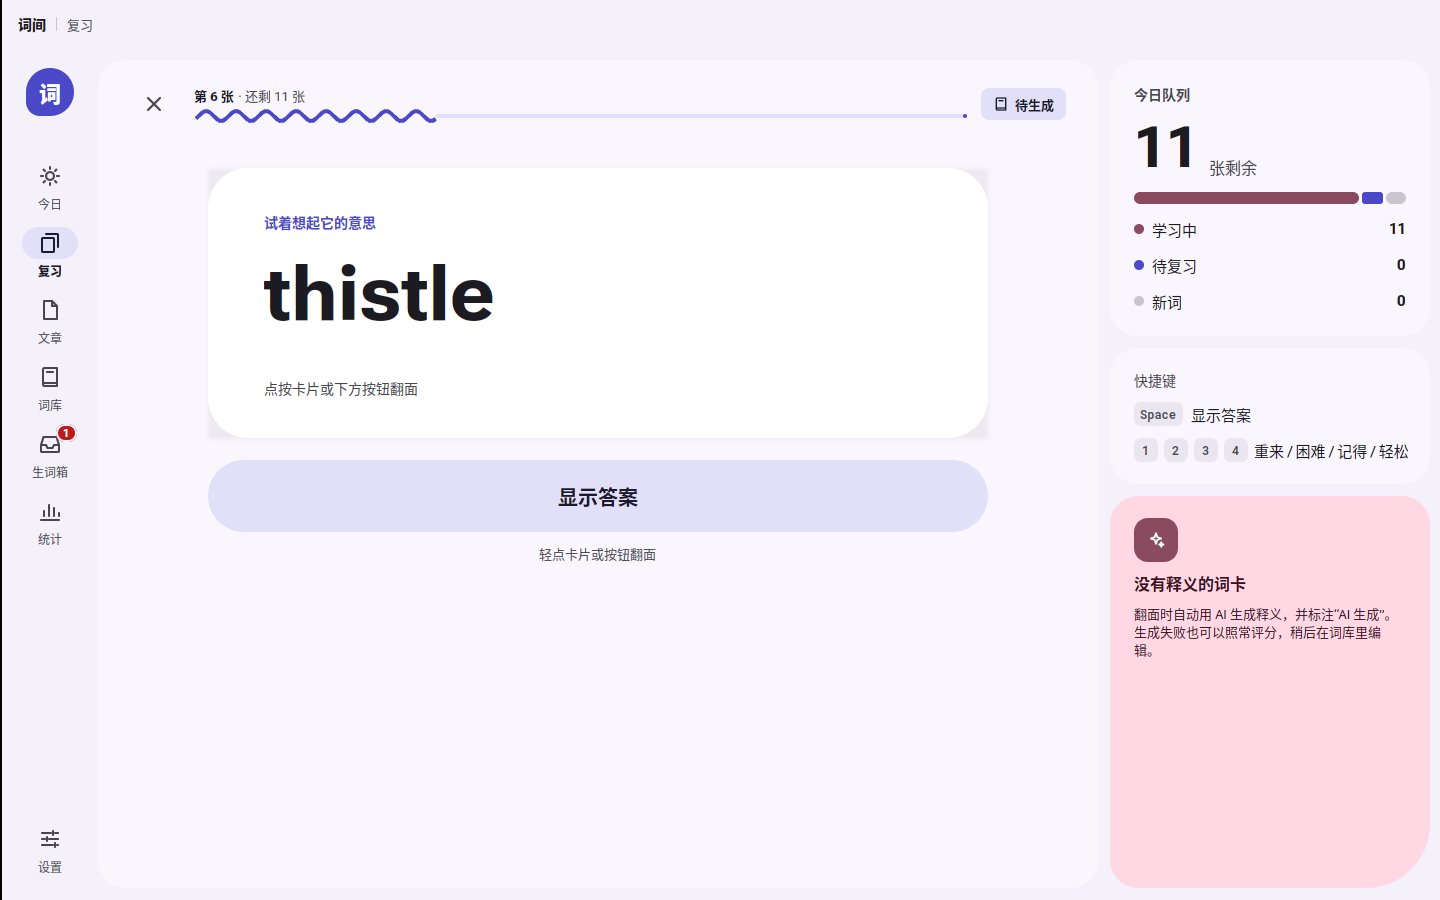 词间
复习
词
今日
复习
文章
词库
1
生词箱
统计
设置
第 6 张 · 还剩 11 张
待生成
试着想起它的意思
thistle
点按卡片或下方按钮翻面
显示答案
轻点卡片或按钮翻面
今日队列
11 张剩余
学习中 11
待复习 0
新词 0
快捷键
Space 显示答案
1 2 3 4 重来 / 困难 / 记得 / 轻松
没有释义的词卡
翻面时自动用 AI 生成释义，并标注“AI 生成”。
生成失败也可以照常评分，稍后在词库里编
辑。